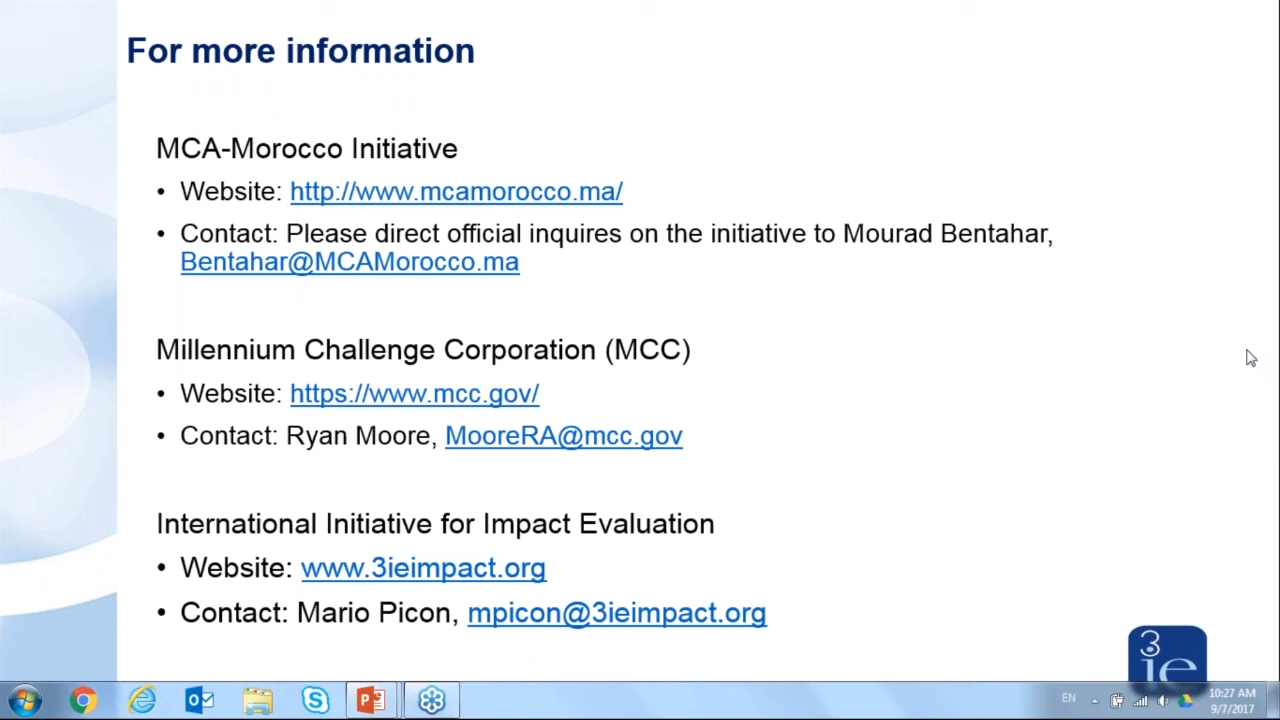 For more information
MCA-Morocco Initiative
• Website: http://www.mcamorocco.ma/
• Contact: Please direct official inquires on the initiative to Mourad Bentahar,
Bentahar@MCAMorocco.ma
Millennium Challenge Corporation (MCC)
• Website: https://www.mcc.gov/
• Contact: Ryan Moore, MooreRA@mcc.gov
International Initiative for Impact Evaluation
• Website: www.3ieimpact.org
• Contact: Mario Picon, mpicon@3ieimpact.org
3
ie
EN
10:27 AM
9/7/2017